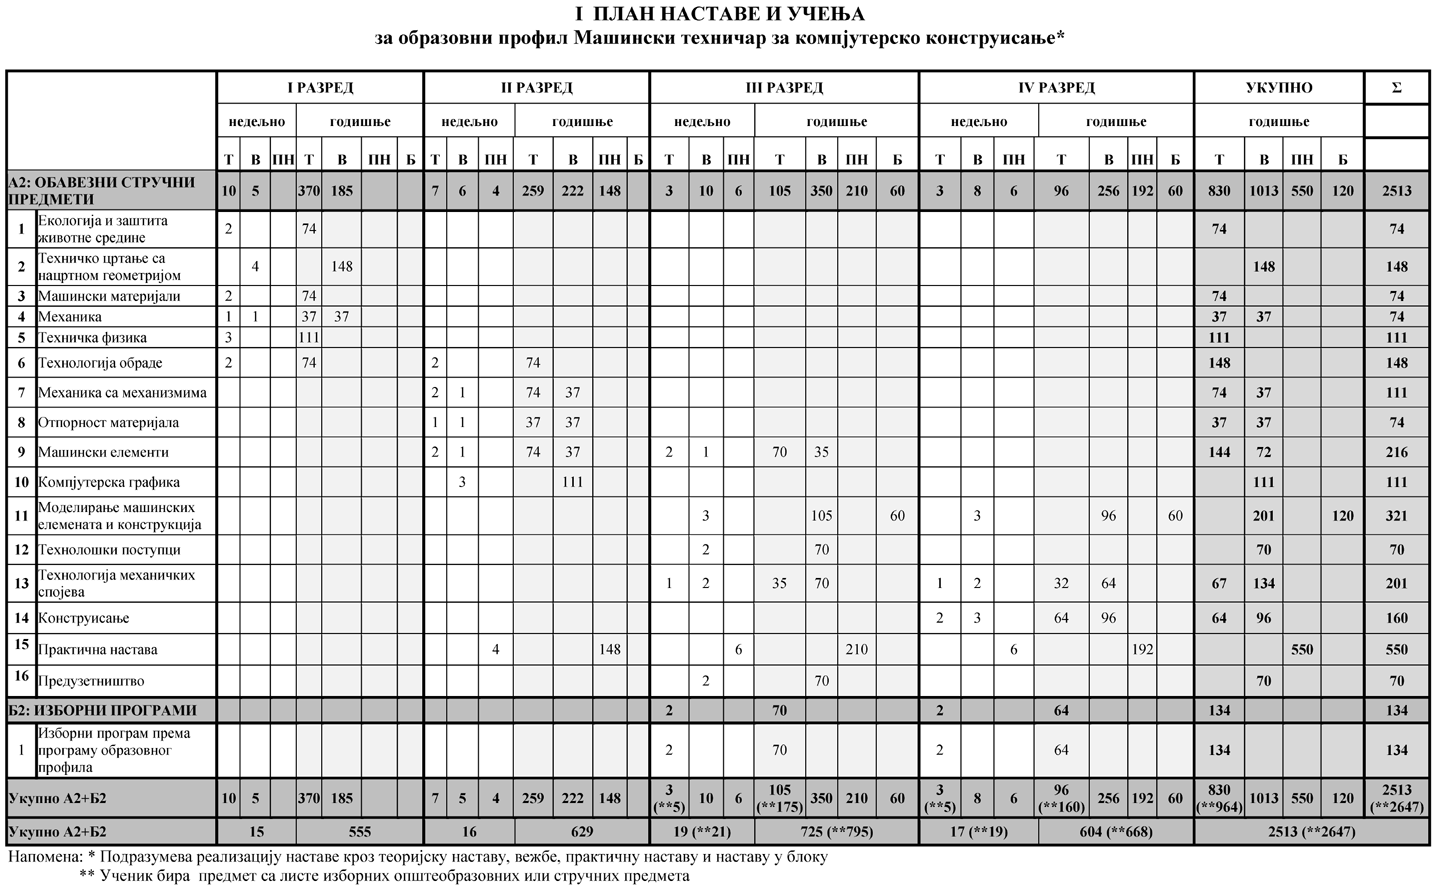 I ПЛАН НАСТАВЕ И УЧЕЊА
за образовни профил Машински техничар за компјутерско конструисање*
I РАЗРЕД II РАЗРЕД III РАЗРЕД IV РАЗРЕД УКУПНО Σ
недељно годишње недељно годишње недељно годишње недељно годишње годишње
Т В ПН Т В ПН Б Т В ПН Т В ПН Б Т В ПН Т В ПН Б Т В ПН Т В ПН Б Т В ПН Б
А2: ОБАВЕЗНИ СТРУЧНИ
ПРЕДМЕТИ
10 5 370 185 7 6 4 259 222 148 3 10 6 105 350 210 60 3 8 6 96 256 192 60 830 1013 550 120 2513
1 Екологија и заштита
животне средине
2 74 74 74
2 Техничко цртање са
нацртном геометријом
4 148 148 148
3 Машински материјали 2 74 74 74
4 Механика 1 1 37 37 37 37 74
5 Техничка физика 3 111 111 111
6 Технологија обраде 2 74 2 74 148 148
7 Механика са механизмима 2 1 74 37 74 37 111
8 Отпорност материјала 1 1 37 37 37 37 74
9 Машински елементи 2 1 74 37 2 1 70 35 144 72 216
10 Компјутерска графика 3 111 111 111
11 Моделирање машинских
елемената и конструкција
3 105 60 3 96 60 201 120 321
12 Технолошки поступци 2 70 70 70
13 Технологија механичких
спојева
1 2 35 70 1 2 32 64 67 134 201
14 Конструисање 2 3 64 96 64 96 160
15 Практична настава 4 148 6 210 6 192 550 550
16 Предузетништво 2 70 70 70
Б2: ИЗБОРНИ ПРОГРАМИ 2 70 2 64 134 134
1 Изборни програм према
програму образовног
профила
2 70 2 64 134 134
Укупно А2+Б2 10 5 370 185 7 5 4 259 222 148 3 (**5) 10 6 105 (**175) 350 210 60 3 (**5) 8 6 96 (**160) 256 192 60 830 (**964) 1013 550 120 2513 (**2647)
Укупно А2+Б2 15 555 16 629 19 (**21) 725 (**795) 17 (**19) 604 (**668) 2513 (**2647)
Напомена: * Подразумева реализацију наставе кроз теоријску наставу, вежбе, практичну наставу и наставу у блоку
** Ученик бира предмет са листе изборних општеобразовних или стручних предмета